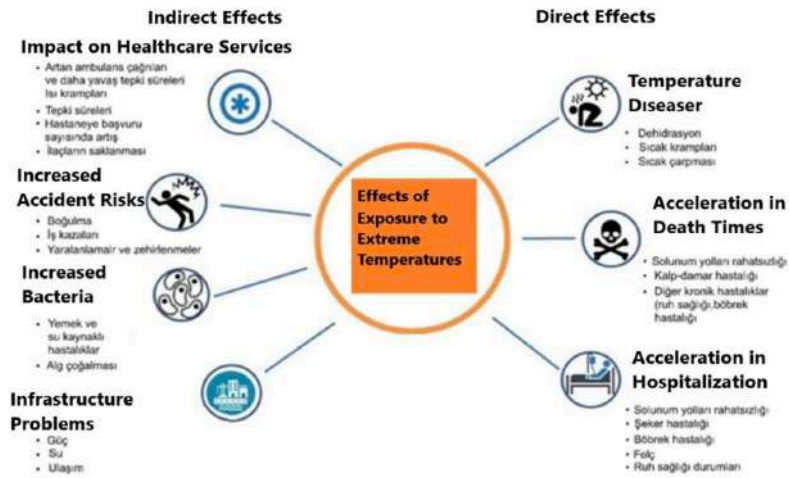 Indirect Effects
Impact on Healthcare Services
• Artan ambulans çağrıları
ve daha yavaş tepki süreleri
Isı krampları
• Tepki süreleri
• Hastaneye başvuru
sayısında artış
• İlaçların saklanması
Increased
Accident Risks
• Boğulma
• İş kazaları
• Yaralanmalar ve zehirlenmeler
Increased
Bacteria
• Yemek ve
su kaynaklı
hastalıklar
• Alg çoğalması
Infrastructure
Problems
• Güç
• Su
• Ulaşım
Effects of
Exposure to
Extreme
Temperatures
Direct Effects
Temperature
Dıseaser
• Dehidrasyon
• Sıcak krampları
• Sıcak çarpması
Acceleration in
Death Times
• Solunum yolları rahatsızlığı
• Kalp-damar hastalığı
• Diğer kronik hastalıklar
(ruh sağlığı,böbrek
hastalığı
Acceleration in
Hospitalization
• Solunum yolları rahatsızlığı
• Şeker hastalığı
• Böbrek hastalığı
• Felç
• Ruh sağlığı durumları